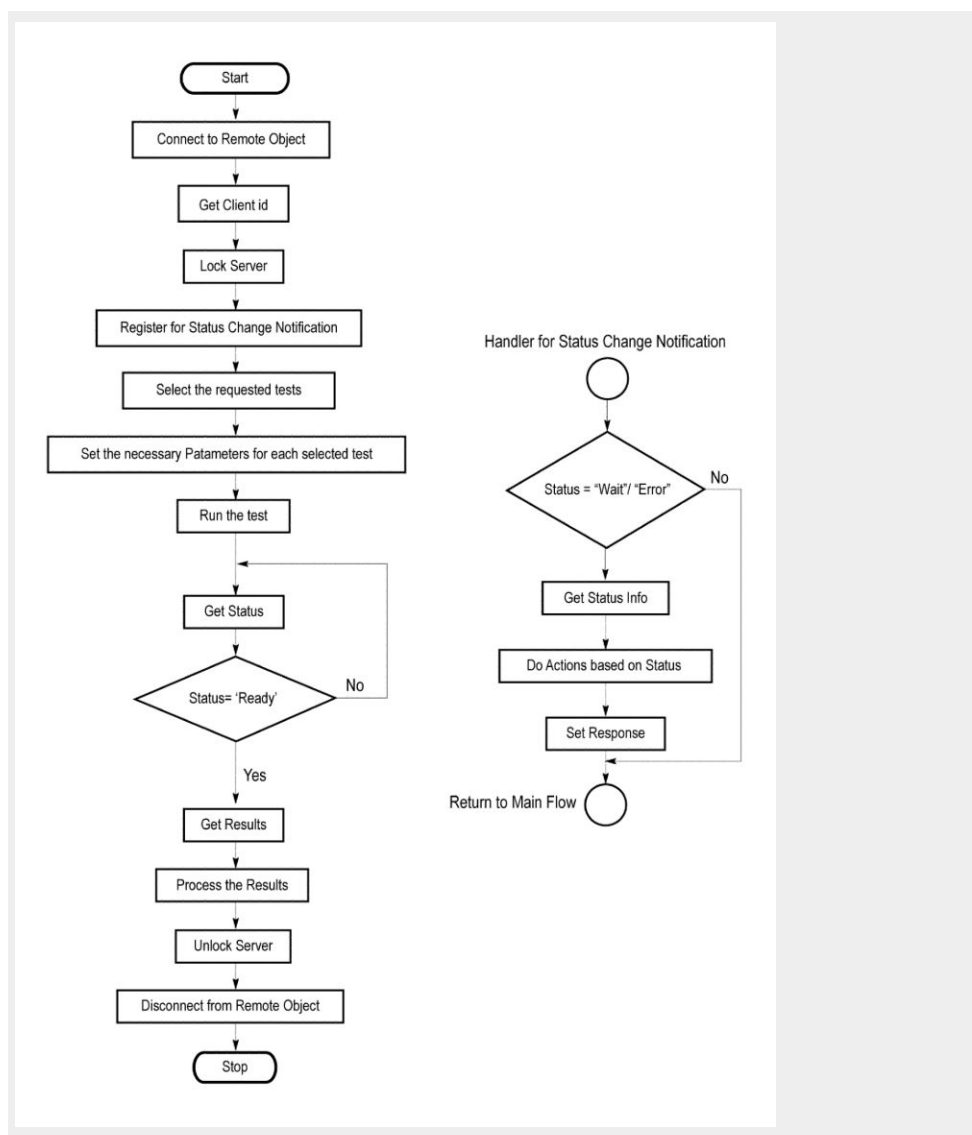 Start
Connect to Remote Object
Get Client id
Lock Server
Register for Status Change Notification
Select the requested tests
Set the necessary Patameters for each selected test
Run the test
Get Status
Status= ‘Ready’
No
Yes
Get Results
Process the Results
Unlock Server
Disconnect from Remote Object
Stop
Handler for Status Change Notification
Status = “Wait”/ “Error”
No
Get Status Info
Do Actions based on Status
Set Response
Return to Main Flow